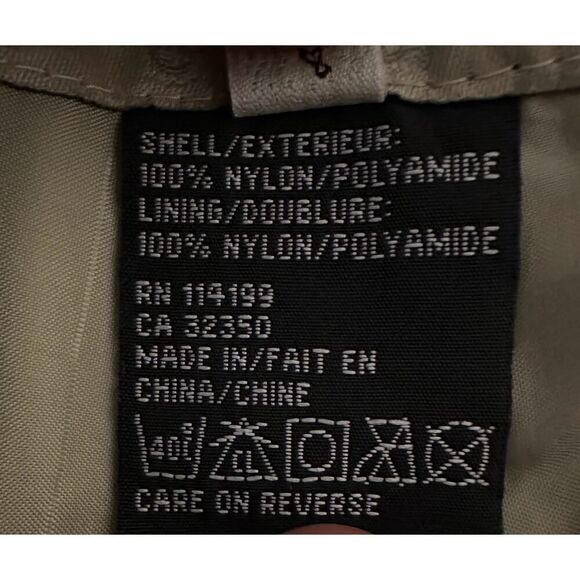 SHELL/EXTERIEUR:
100% NYLON/POLYAMIDE
LINING/DOUBLURE:
100% NYLON/POLYAMIDE
RN 114199
CA 32350
MADE IN/FAIT EN
CHINA/CHINE
40° CL
CARE ON REVERSE